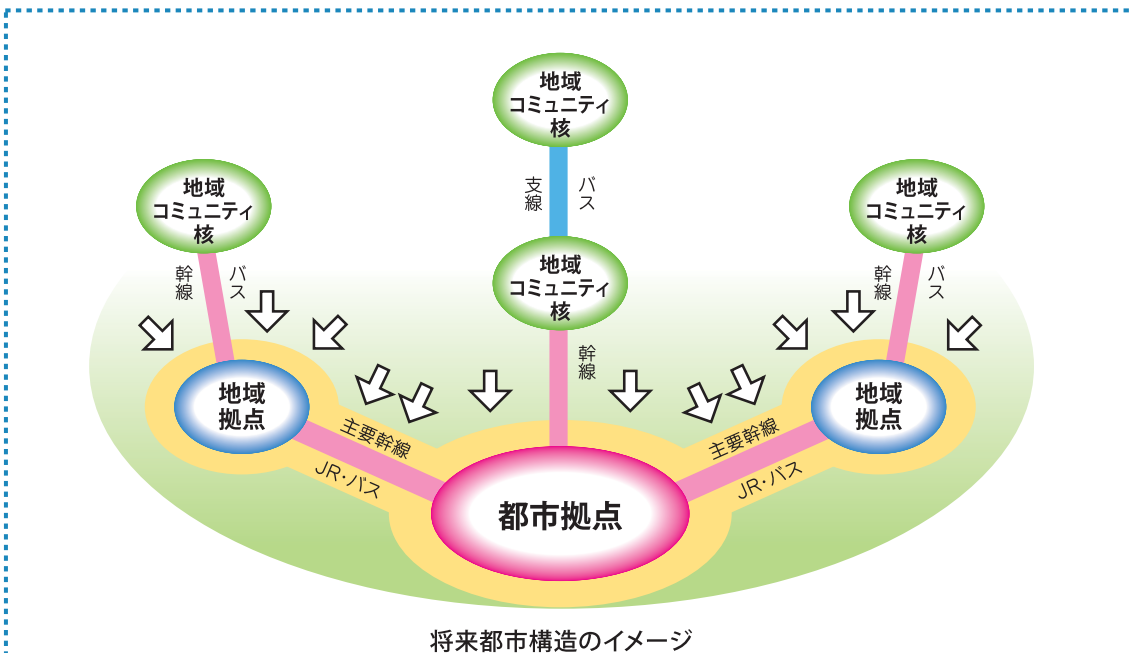 地域
コミュニティ
核
支線
バス
地域
コミュニティ
核
地域
コミュニティ
核
地域
コミュニティ
核
幹線
バス
幹線
幹線
バス
地域
拠点
地域
拠点
主要幹線
JR・バス
主要幹線
JR・バス
都市拠点
将来都市構造のイメージ